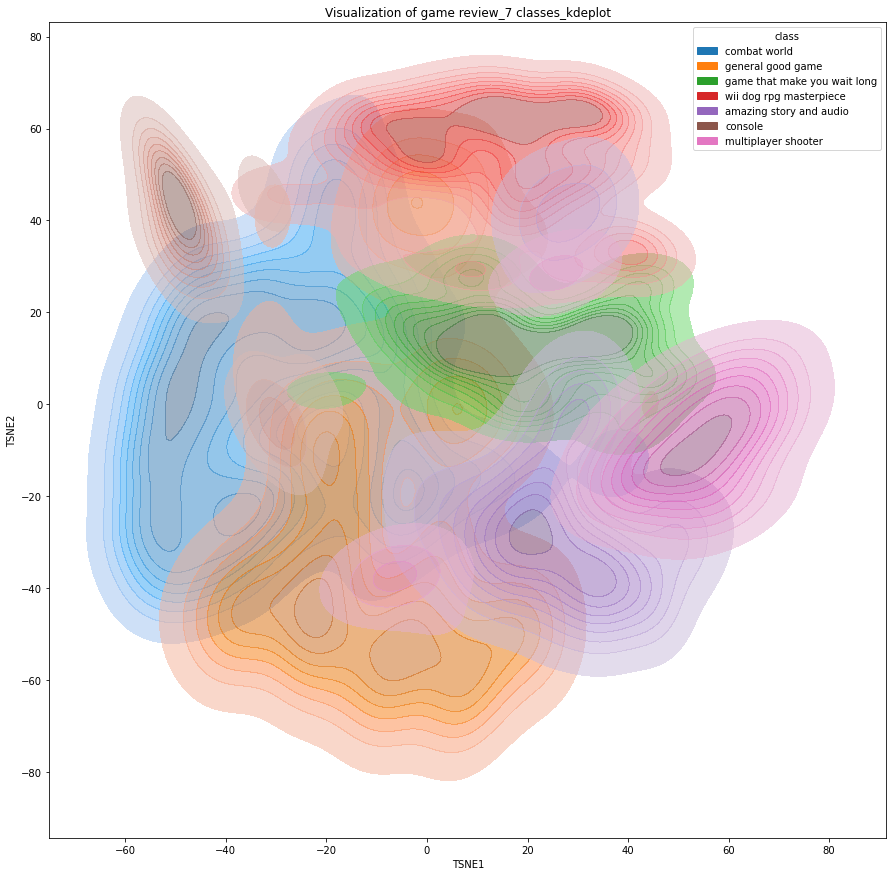 Visualization of game review_7 classes_kdeplot
class
combat world
general good game
game that make you wait long
wii dog rpg masterpiece
amazing story and audio
console
multiplayer shooter
80
60
40
20
0
−20
−40
−60
−80
TSNE2
−60 −40 −20 0 20 40 60 80
TSNE1